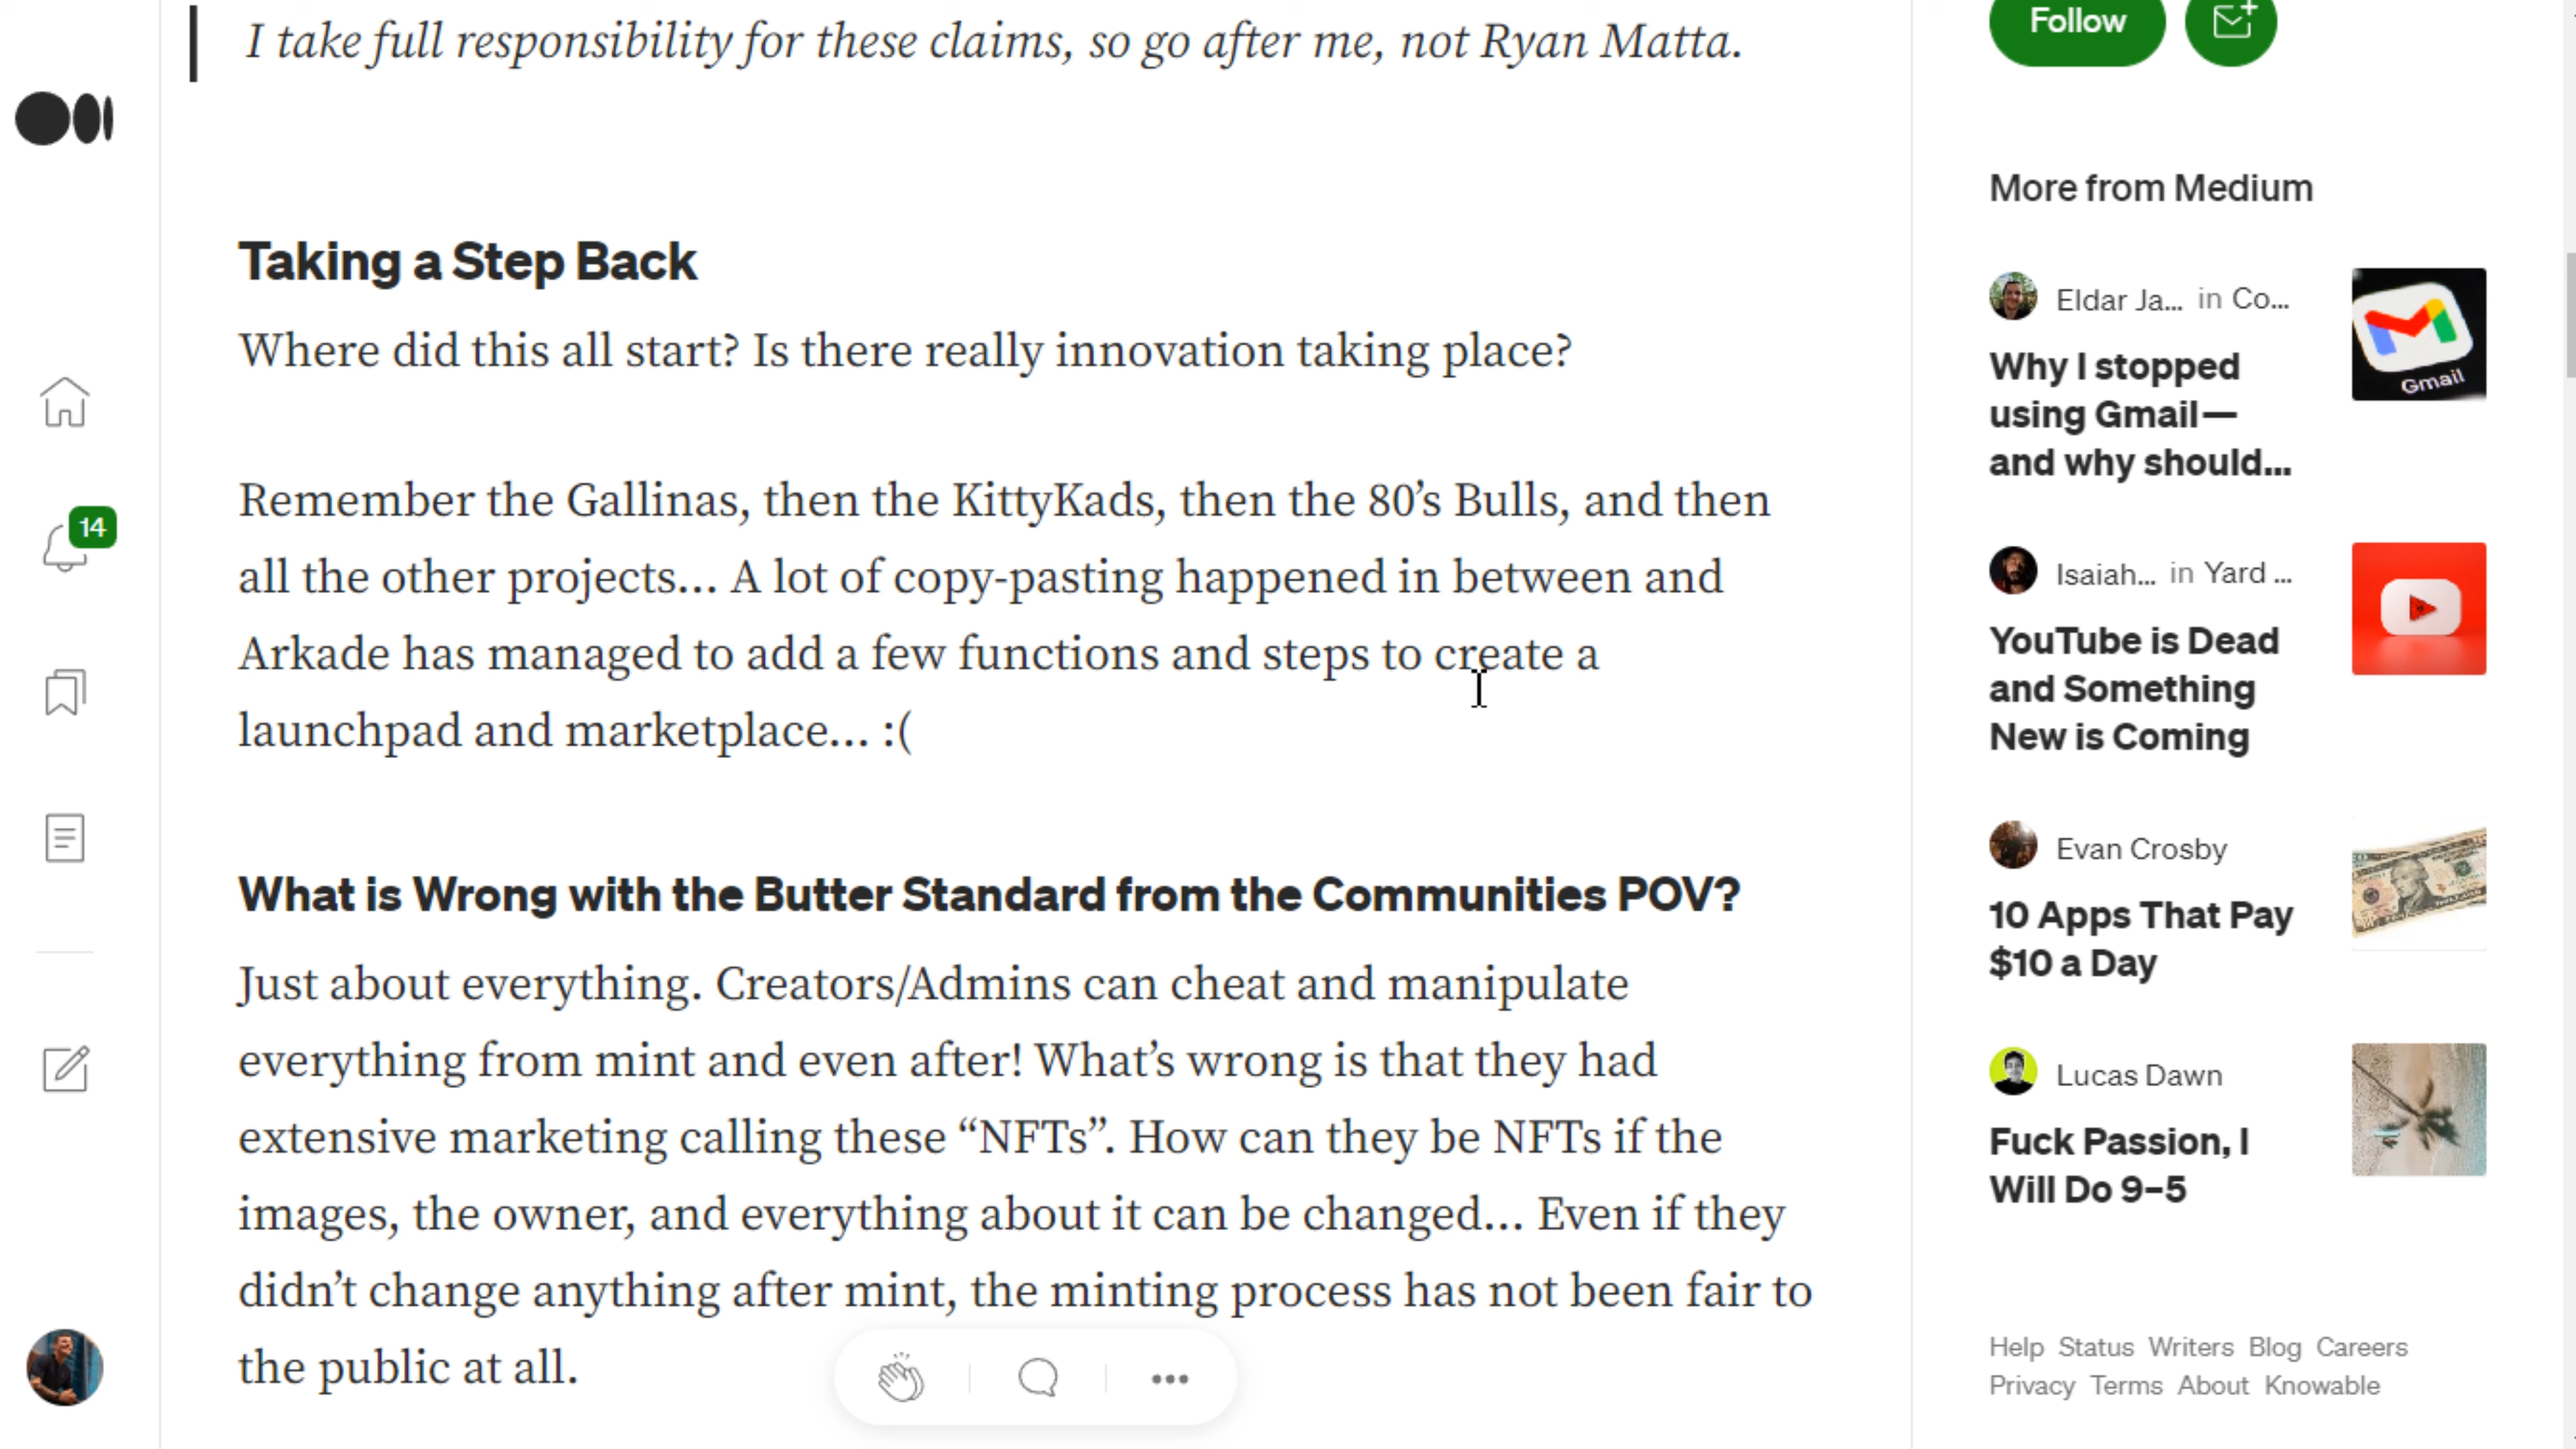 I take full responsibility for these claims, so go after me, not Ryan Matta.
Taking a Step Back
Where did this all start? Is there really innovation taking place?
Remember the Gallinas, then the KittyKads, then the 80’s Bulls, and then
all the other projects… A lot of copy-pasting happened in between and
Arkade has managed to add a few functions and steps to create a
launchpad and marketplace… :(
What is Wrong with the Butter Standard from the Communities POV?
Just about everything. Creators/Admins can cheat and manipulate
everything from mint and even after! What’s wrong is that they had
extensive marketing calling these “NFTs”. How can they be NFTs if the
images, the owner, and everything about it can be changed… Even if they
didn’t change anything after mint, the minting process has not been fair to
the public at all.
14
Follow
More from Medium
Eldar Ja... in Co...
Why I stopped
using Gmail —
and why should...
Gmail
Isaiah... in Yard ...
YouTube is Dead
and Something
New is Coming
Evan Crosby
10 Apps That Pay
$10 a Day
Lucas Dawn
Fuck Passion, I
Will Do 9–5
Help Status Writers Blog Careers
Privacy Terms About Knowable